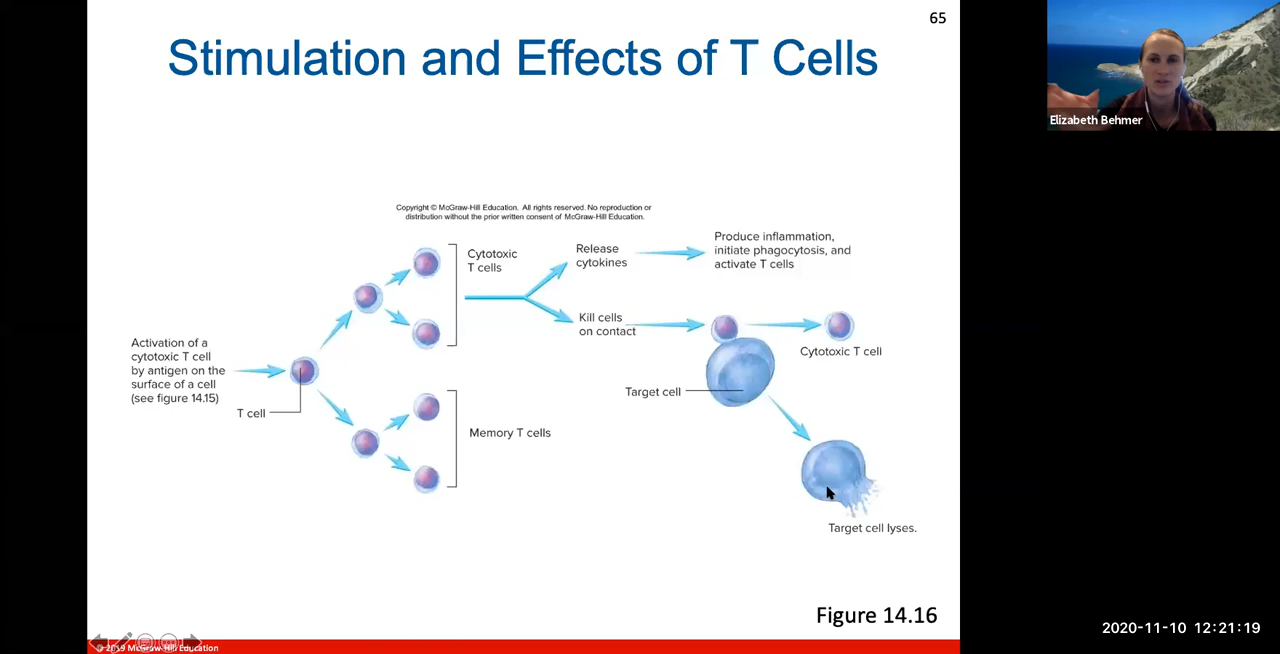 65
Stimulation and Effects of T Cells
Elizabeth Behmer
Copyright © McGraw-Hill Education. All rights reserved. No reproduction or
distribution without the prior written consent of McGraw-Hill Education.
Cytotoxic
T cells
Release
cytokines
Produce inflammation,
initiate phagocytosis, and
activate T cells
Kill cells
on contact
Cytotoxic T cell
Activation of a
cytotoxic T cell
by antigen on the
surface of a cell
(see figure 14.15)
T cell
Target cell
Memory T cells
Target cell lyses.
Figure 14.16
© 2019 McGraw-Hill Education
2020-11-10 12:21:19